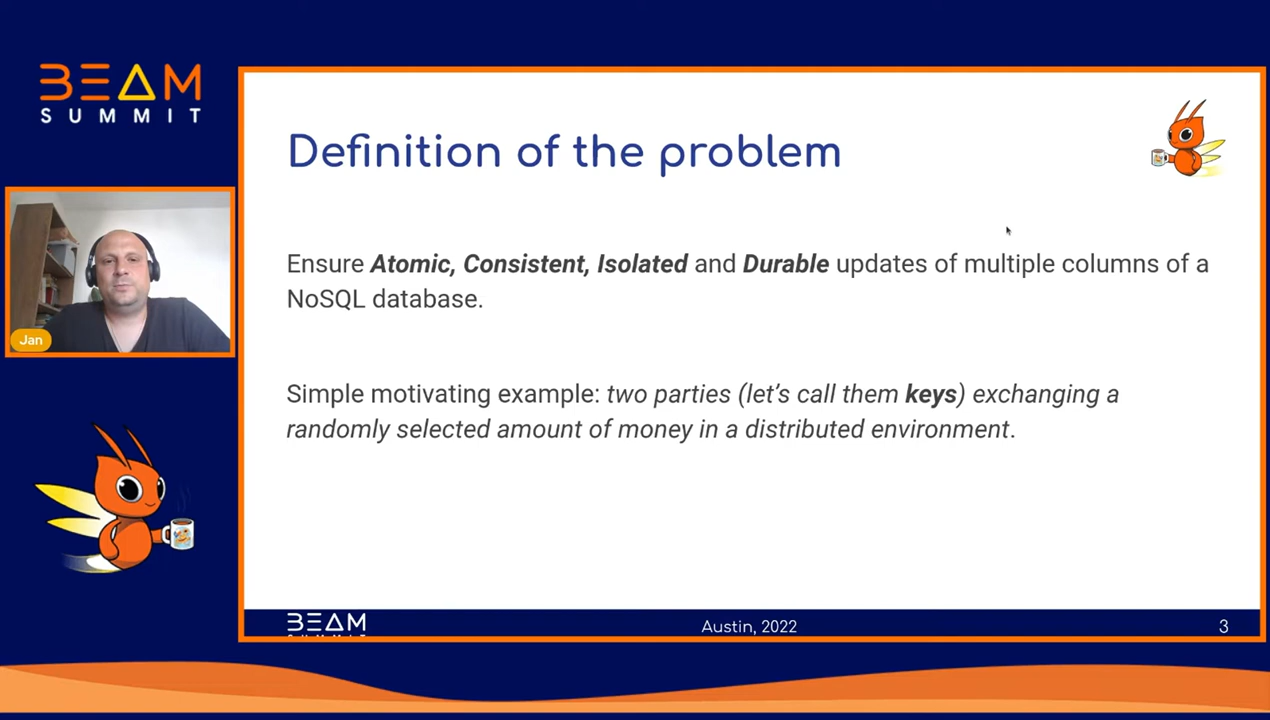 BEAM
SUMMIT
Definition of the problem
Ensure Atomic, Consistent, Isolated and Durable updates of multiple columns of a
NoSQL database.
Jan
Simple motivating example: two parties (let's call them keys) exchanging a
randomly selected amount of money in a distributed environment.
BEAM
Austin, 2022
3